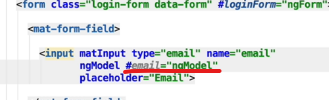 <form class="login-form data-form" #loginForm="ngForm"
<mat-form-field>
<input matInput type="email" name="email"
ngModel #email="ngModel"
placeholder="Email">